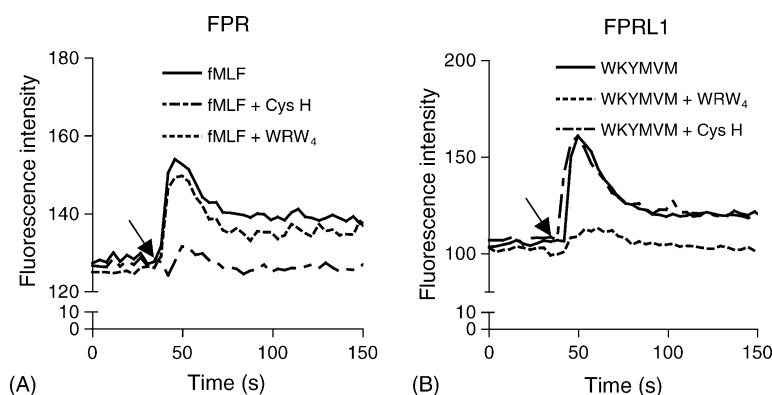 FPR
Fluorescence intensity
180
160
140
120
10
0
fMLF
fMLF + Cys H
fMLF + WRW4
0
50
100
150
Time (s)
(A)
FPRL1
Fluorescence intensity
200
150
100
10
0
WKYMVM
WKYMVM + WRW4
WKYMVM + Cys H
0
50
100
150
Time (s)
(B)